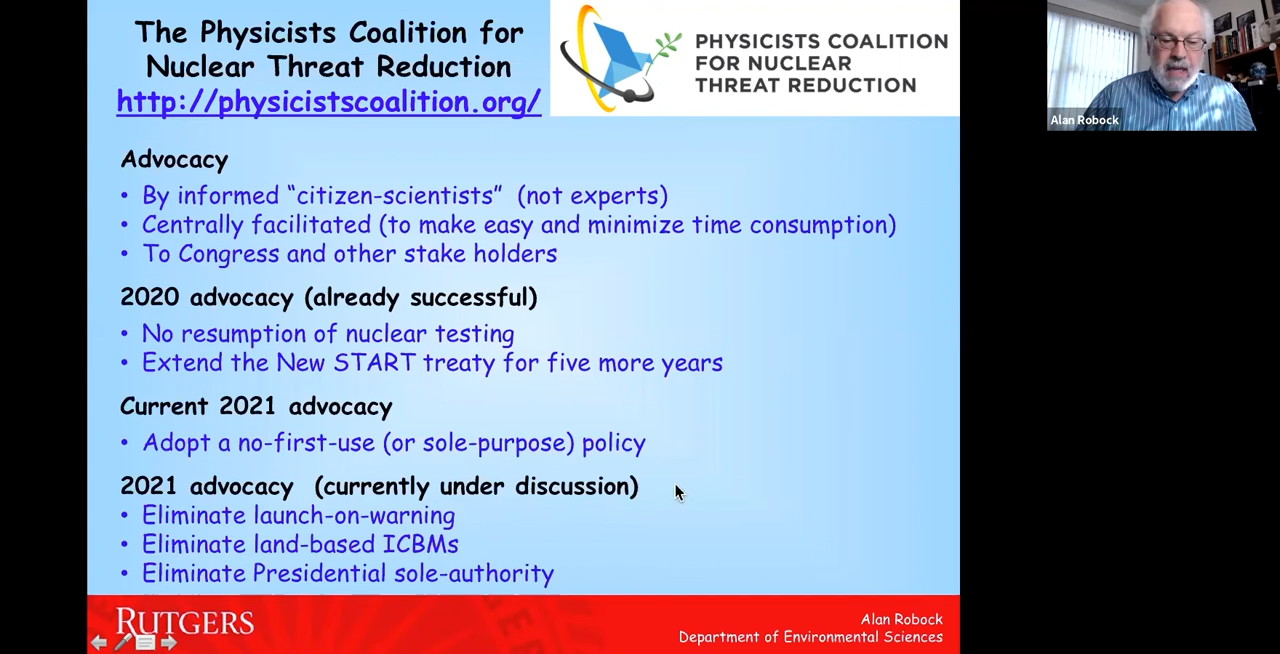 The Physicists Coalition for
Nuclear Threat Reduction
http://physicistscoalition.org/
PHYSICISTS COALITION
FOR NUCLEAR
THREAT REDUCTION
Alan Robock
Advocacy
• By informed “citizen-scientists” (not experts)
• Centrally facilitated (to make easy and minimize time consumption)
• To Congress and other stake holders
2020 advocacy (already successful)
• No resumption of nuclear testing
• Extend the New START treaty for five more years
Current 2021 advocacy
• Adopt a no-first-use (or sole-purpose) policy
2021 advocacy (currently under discussion)
• Eliminate launch-on-warning
• Eliminate land-based ICBMs
• Eliminate Presidential sole-authority
RUTGERS
Alan Robock
Department of Environmental Sciences